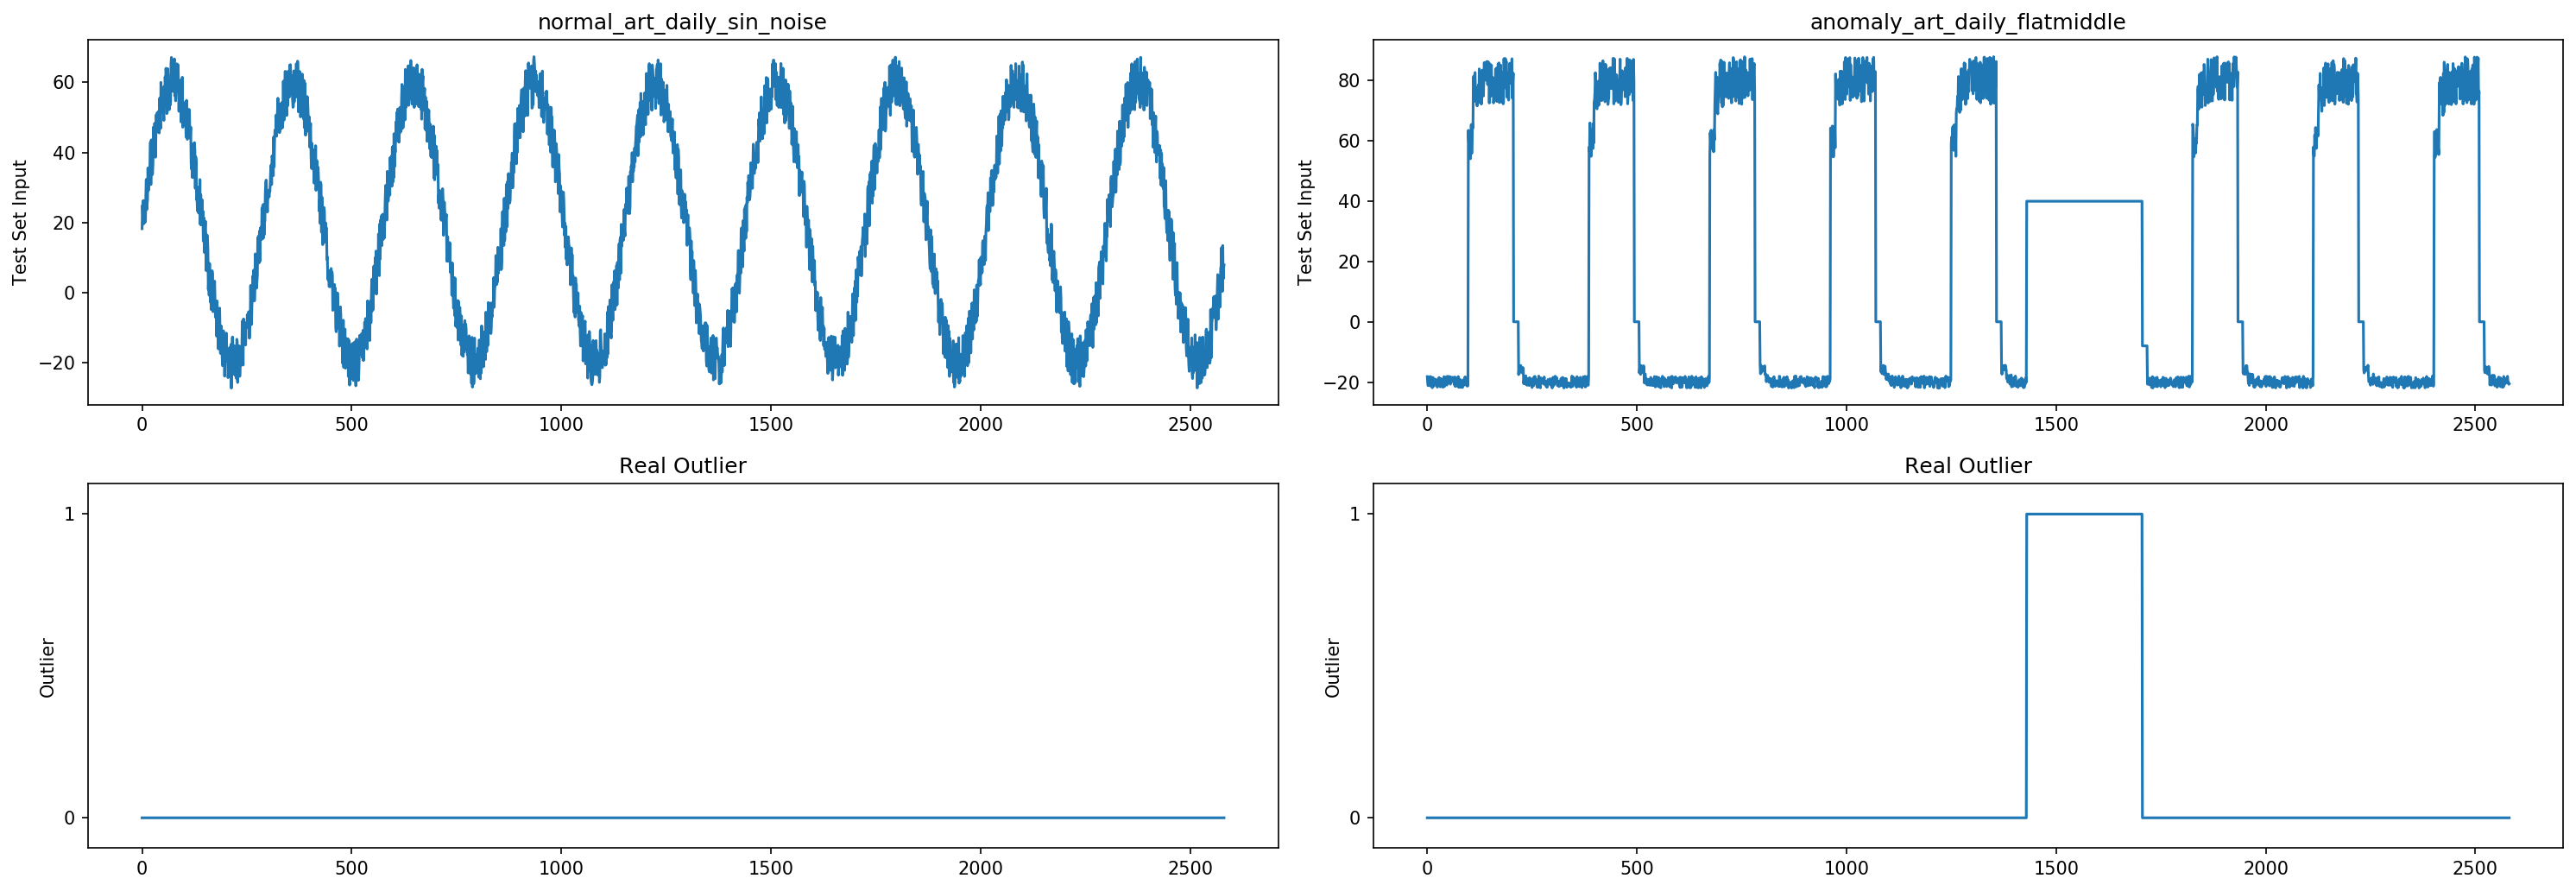 normal_art_daily_sin_noise
Test Set Input
60
40
20
0
−20
0 500 1000 1500 2000 2500
anomaly_art_daily_flatmiddle
Test Set Input
80
60
40
20
0
−20
0 500 1000 1500 2000 2500
Real Outlier
Outlier
1
0
0 500 1000 1500 2000 2500
Real Outlier
Outlier
1
0
0 500 1000 1500 2000 2500